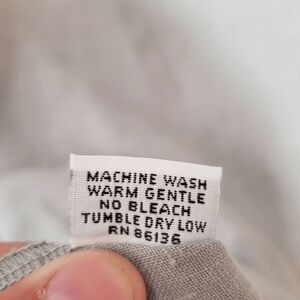 MACHINE WASH
WARM GENTLE
NO BLEACH
TUMBLE DRY LOW
RN 86136